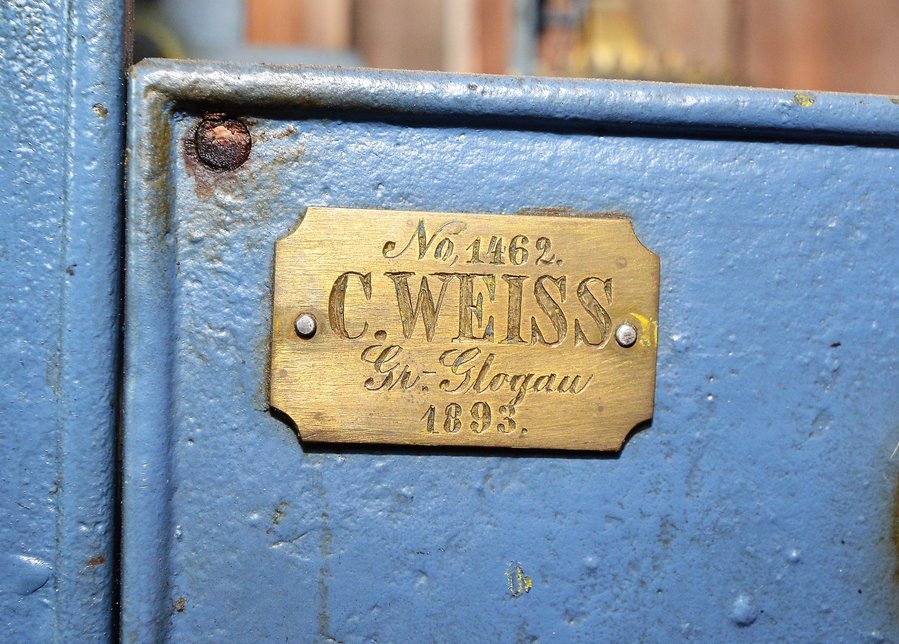 No, 1462.
C. WEISS
Gr.-Glogau
1893.